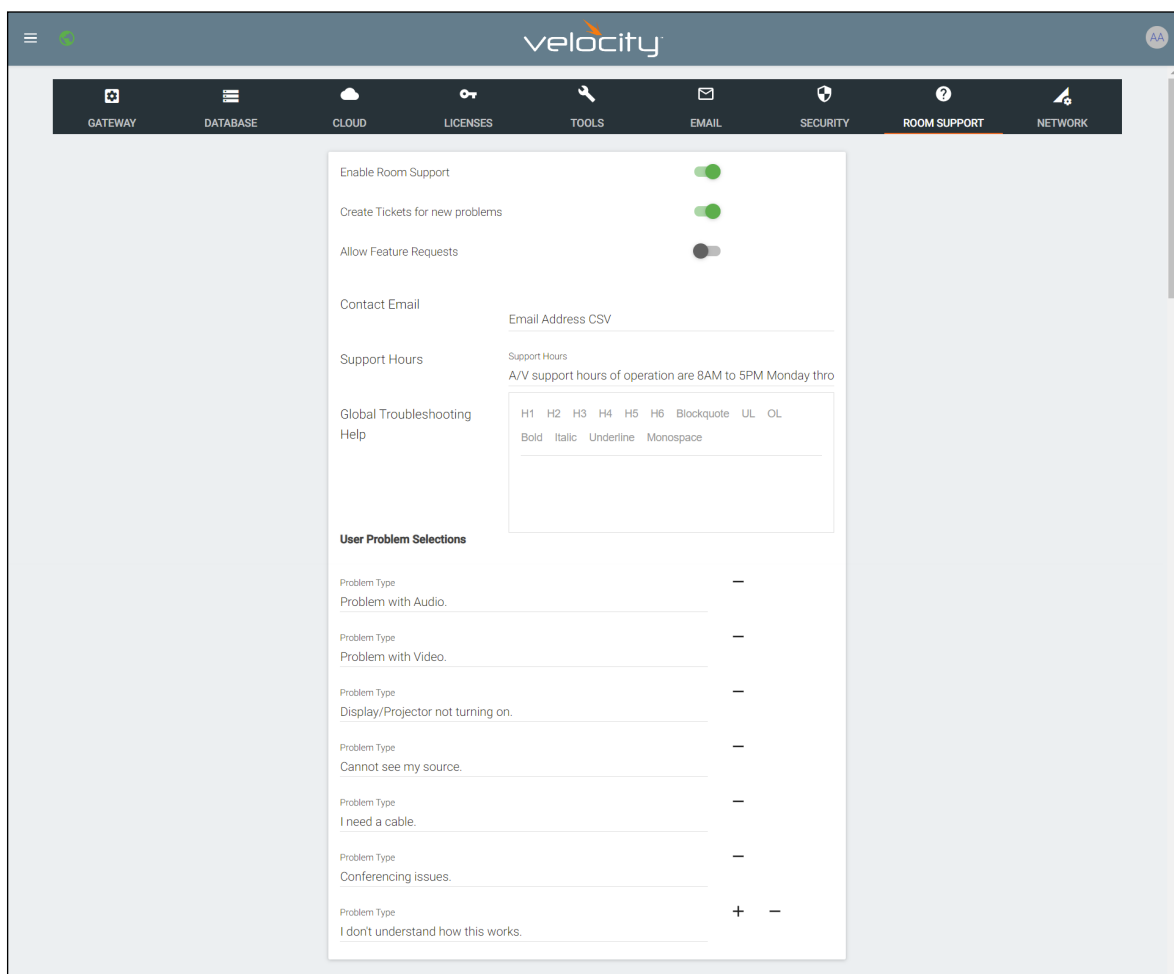 velocity
AA
GATEWAY DATABASE CLOUD LICENSES TOOLS EMAIL SECURITY ROOM SUPPORT NETWORK
Enable Room Support
Create Tickets for new problems
Allow Feature Requests
Contact Email
Email Address CSV
Support Hours
Support Hours
A/V support hours of operation are 8AM to 5PM Monday thro
Global Troubleshooting
Help
H1 H2 H3 H4 H5 H6 Blockquote UL OL
Bold Italic Underline Monospace
User Problem Selections
Problem Type
Problem with Audio.
Problem Type
Problem with Video.
Problem Type
Display/Projector not turning on.
Problem Type
Cannot see my source.
Problem Type
I need a cable.
Problem Type
Conferencing issues.
Problem Type
I don't understand how this works.